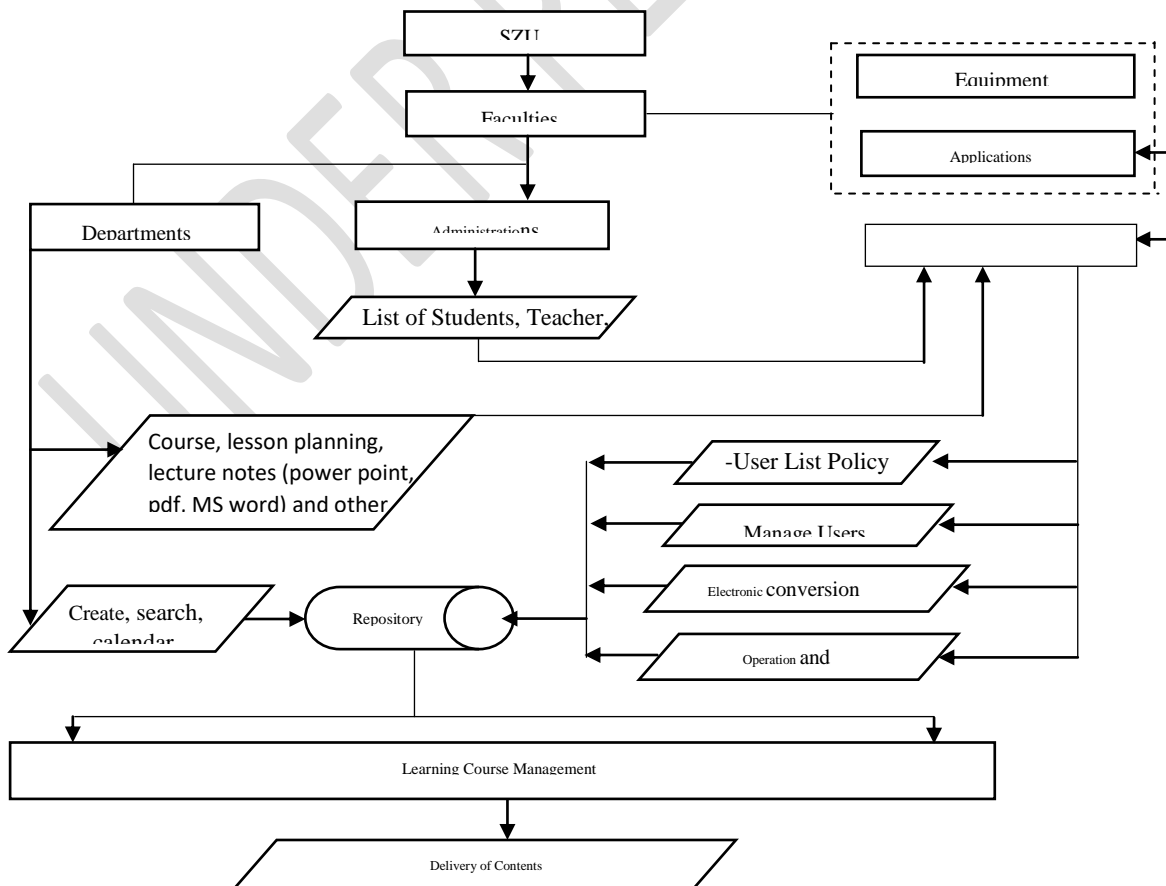 SZU
Equipment
Faculties
Applications
Departments
Administrations
List of Students, Teacher,
Course, lesson planning,
lecture notes (power point,
pdf, MS word) and other
-User List Policy
Manage Users
Electronic conversion
Create, search,
calendar
Repository
Operation and
Learning Course Management
Delivery of Contents